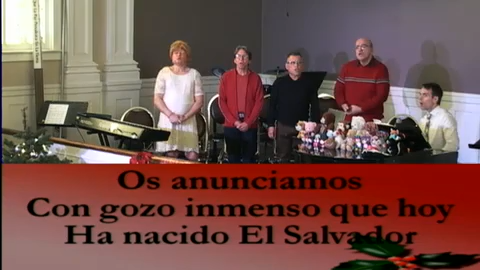 Os anunciamos
Con gozo inmenso que hoy
Ha nacido El Salvador